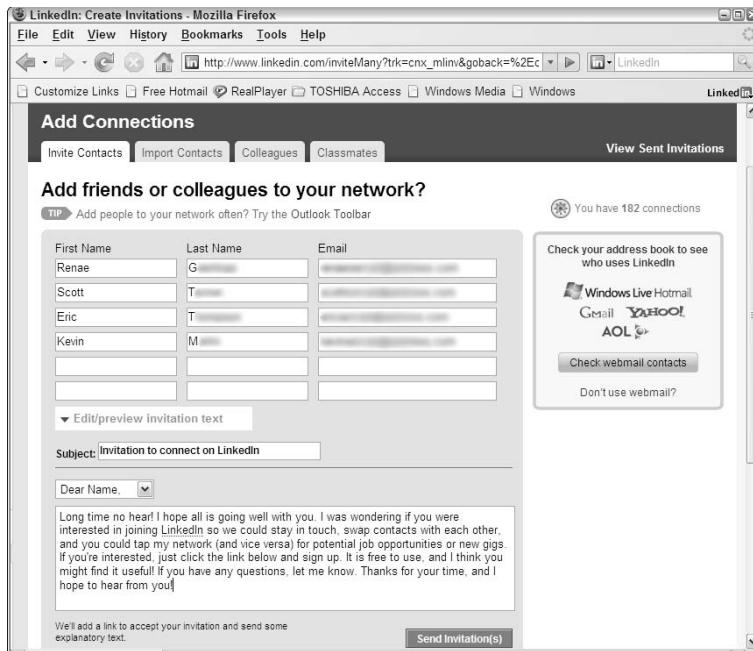 LinkedIn: Create Invitations - Mozilla Firefox
File Edit View History Bookmarks Tools Help
http://www.linkedin.com/inviteMany?trk=cnx_mlinv&goback=%2Ec LinkedIn
Customize Links Free Hotmail RealPlayer TOSHIBA Access Windows Media Windows Linked in
Add Connections
Invite Contacts Import Contacts Colleagues Classmates View Sent Invitations
Add friends or colleagues to your network?
TIP Add people to your network often? Try the Outlook Toolbar
You have 182 connections
First Name Last Name Email
Renae G
Scott T
Eric T
Kevin M
Check your address book to see
who uses LinkedIn
Windows Live Hotmail
Gmail YAHOO!
AOL
Check webmail contacts
Don't use webmail?
Edit/preview invitation text
Subject: Invitation to connect on LinkedIn
Dear Name,
Long time no hear! I hope all is going well with you. I was wondering if you were
interested in joining LinkedIn so we could stay in touch, swap contacts with each other,
and you could tap my network (and vice versa) for potential job opportunities or new gigs.
If you're interested, just click the link below and sign up. It is free to use, and I think you
might find it useful! If you have any questions, let me know. Thanks for your time, and I
hope to hear from you!
We'll add a link to accept your invitation and send some
explanatory text.
Send Invitation(s)